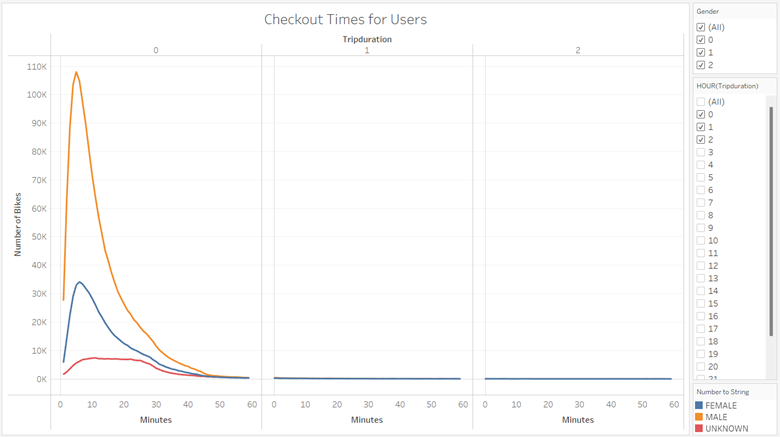 Checkout Times for Users
Tripduration
0 1 2
110K
100K
90K
80K
70K
60K
50K
40K
30K
20K
10K
0K
Number of Bikes
0 10 20 30 40 50 60 0 10 20 30 40 50 60 0 10 20 30 40 50 60
Minutes Minutes Minutes
Gender
(All)
0
1
2
HOUR(Tripduration)
(All)
0
1
2
3
4
5
6
7
8
9
10
11
12
13
14
15
16
17
18
19
20
21
Number to String
FEMALE
MALE
UNKNOWN